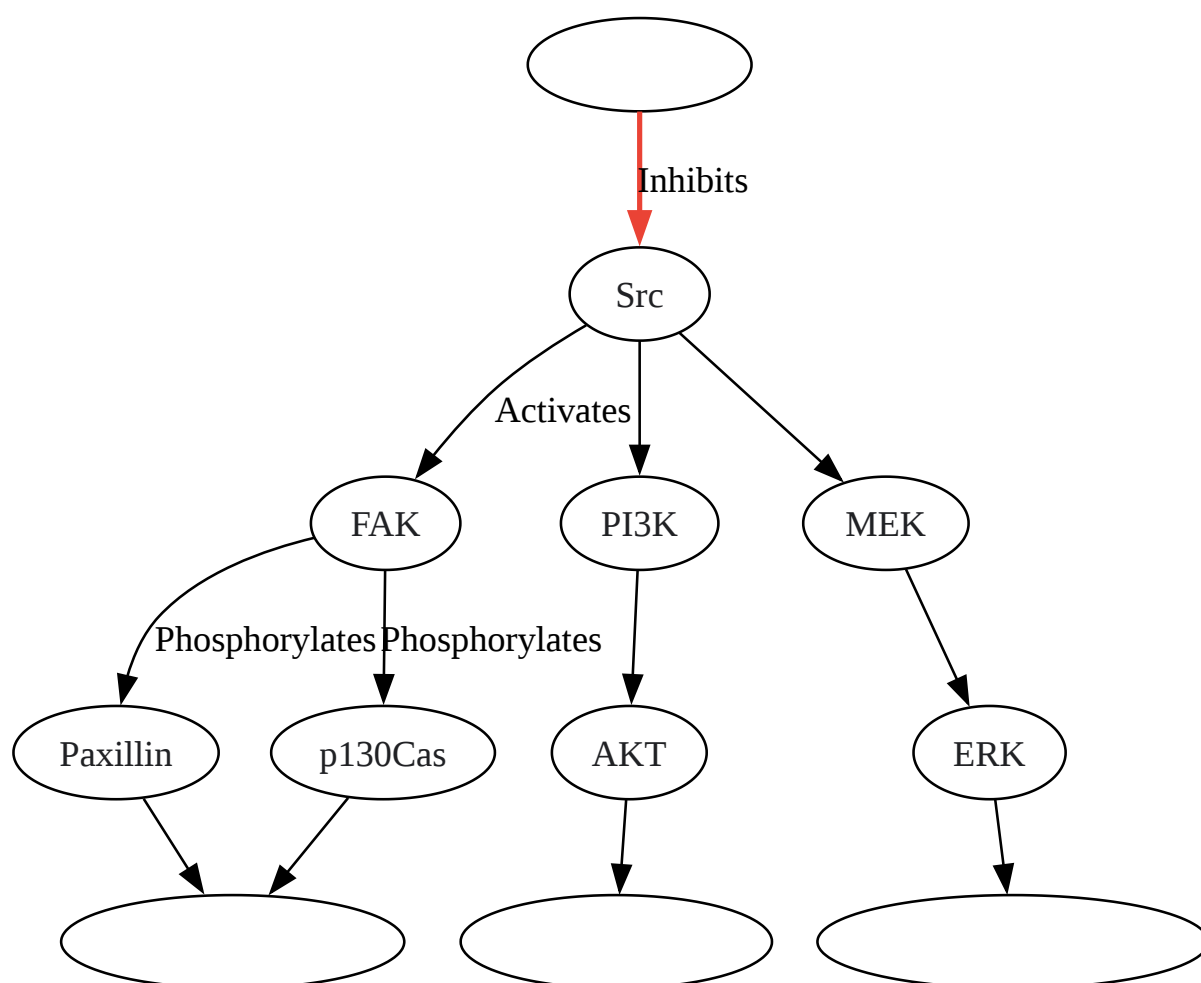 Inhibits
Src
Activates
FAK
PI3K
MEK
Phosphorylates
Phosphorylates
Paxillin
p130Cas
AKT
ERK